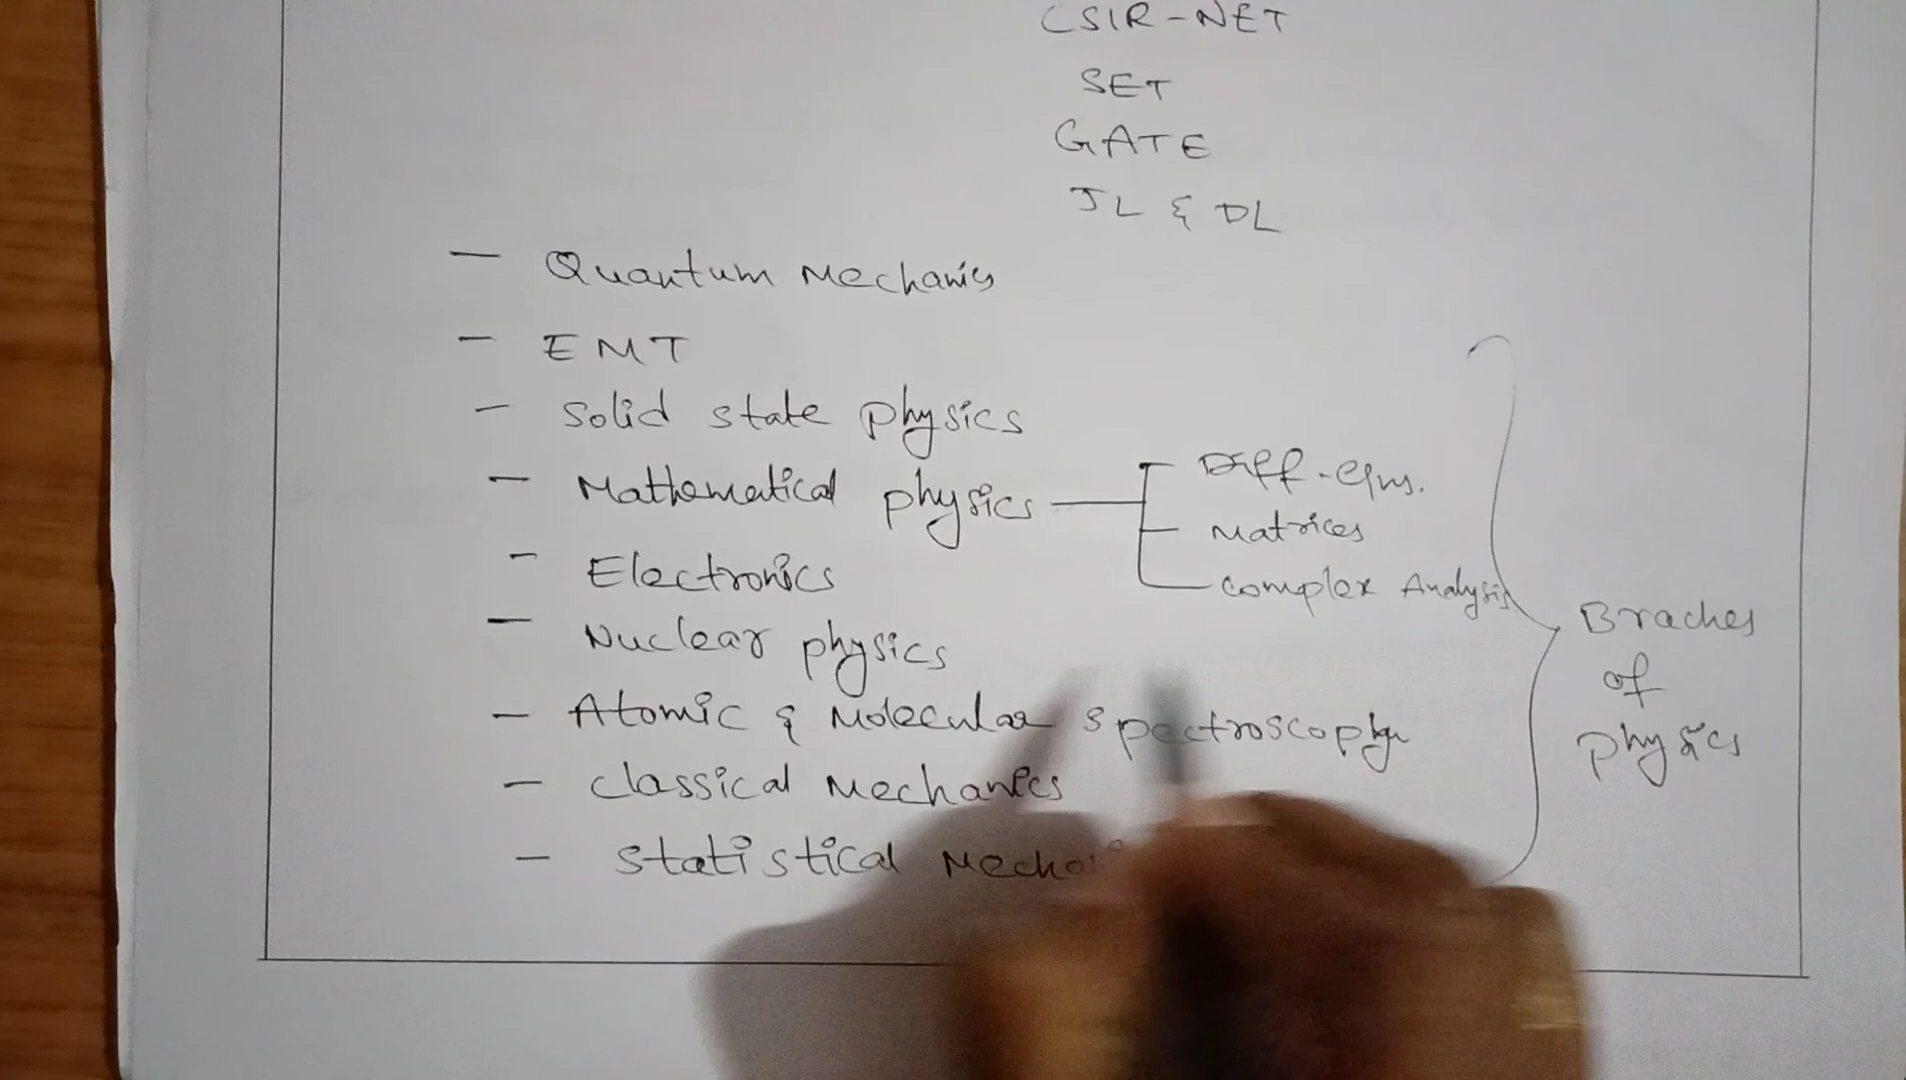 CSIR-NET
SET
GATE
JL & DL
- Quantum Mechanics
- EMT
- Solid state physics
- Mathematical physics
Diff-Eqns.
Matrices
Complex Analysis
- Electronics
- Nuclear physics
- Atomic & Molecular Spectroscopy
- Classical Mechanics
- Statistical
Braches
of
physics